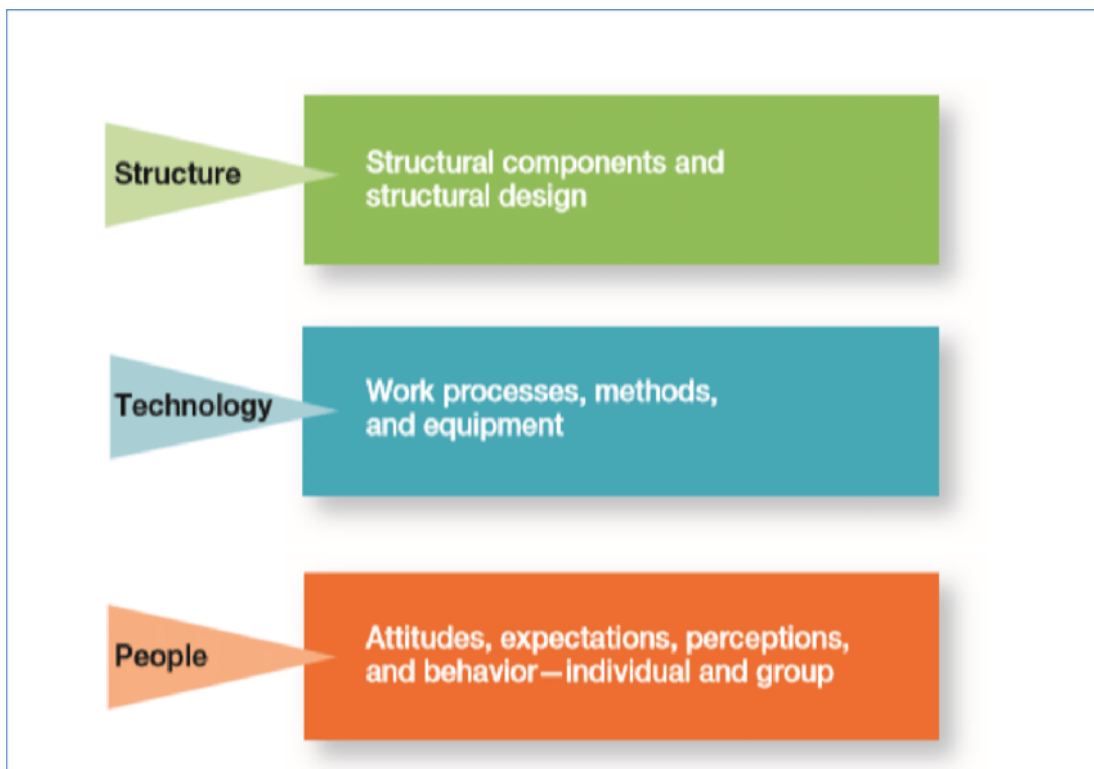 Structure
Structural components and
structural design
Technology
Work processes, methods,
and equipment
People
Attitudes, expectations, perceptions,
and behavior—individual and group